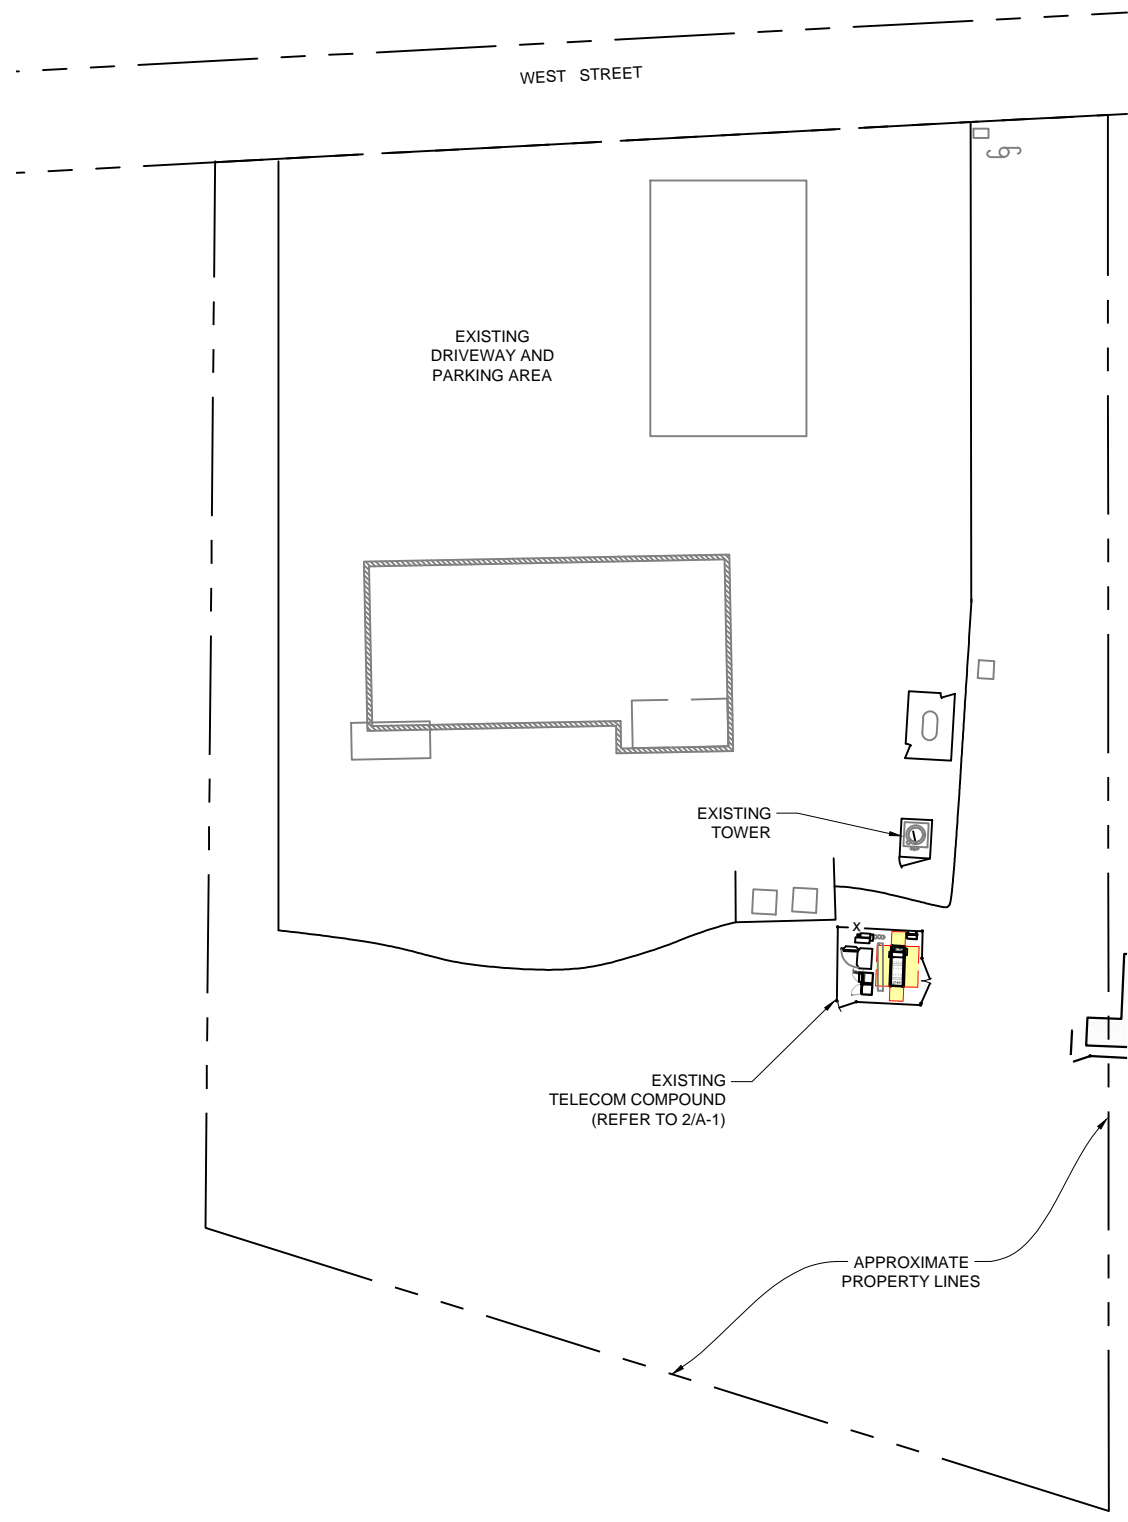 WEST STREET
EXISTING
DRIVEWAY AND
PARKING AREA
EXISTING
TOWER
X
EXISTING
TELECOM COMPOUND
(REFER TO 2/A-1)
APPROXIMATE
PROPERTY LINES